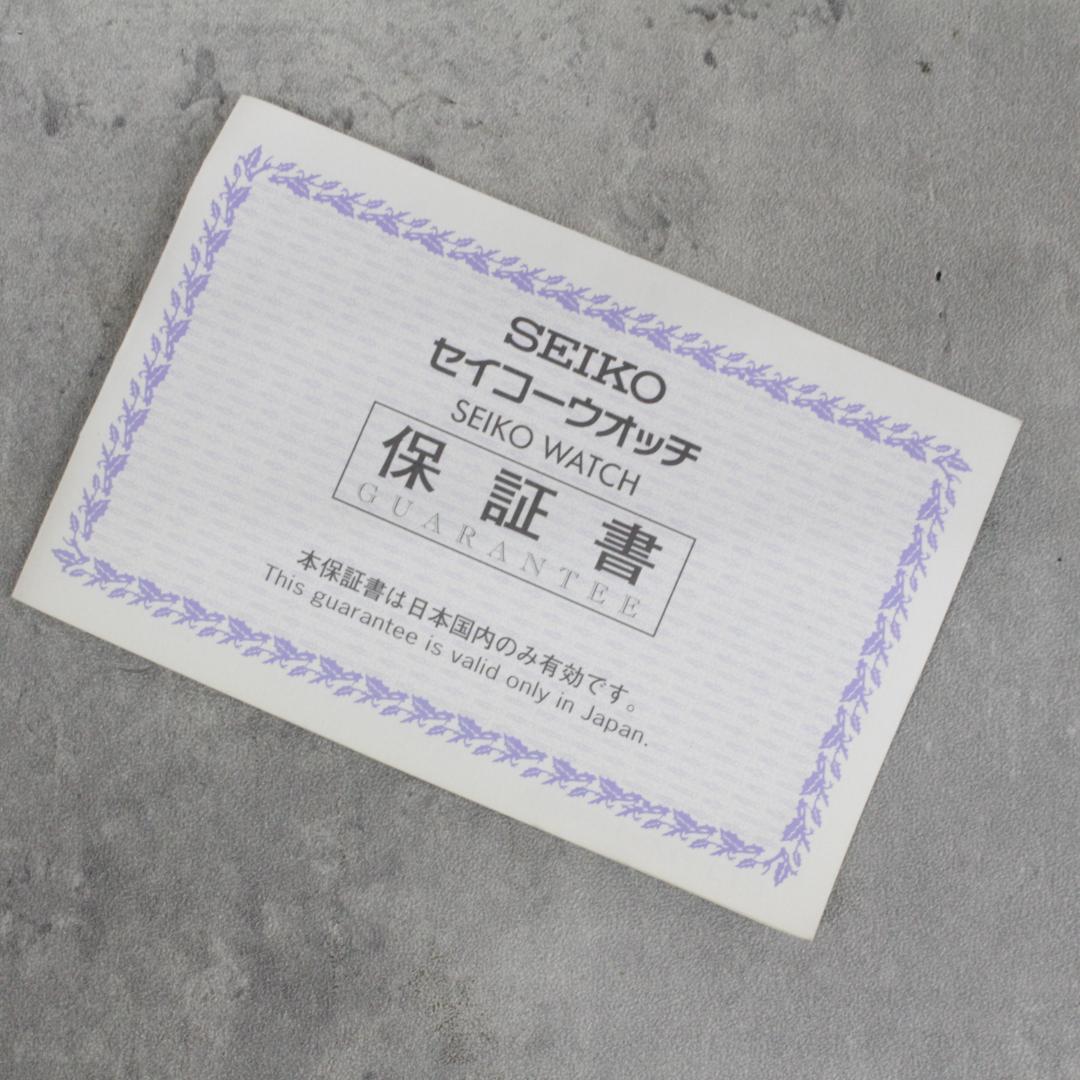 SEIKO
セイコーウオッチ
SEIKO WATCH
保証書
GUARANTEE
本保証書は日本国内のみ有効です。
This guarantee is valid only in Japan.